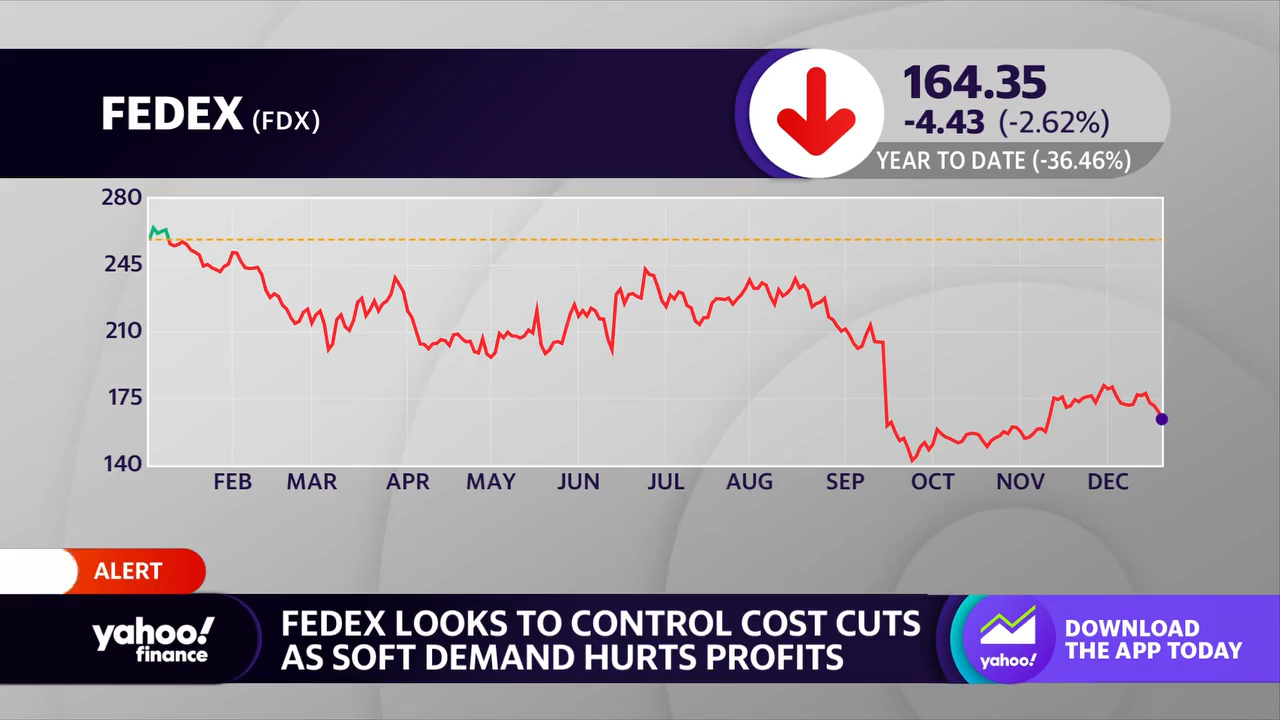 FEDEX (FDX)
164.35
-4.43 (-2.62%)
YEAR TO DATE (-36.46%)
280
245
210
175
140
FEB MAR APR MAY JUN JUL AUG SEP OCT NOV DEC
ALERT
yahoo!
finance
FEDEX LOOKS TO CONTROL COST CUTS
AS SOFT DEMAND HURTS PROFITS
yahoo!
DOWNLOAD
THE APP TODAY